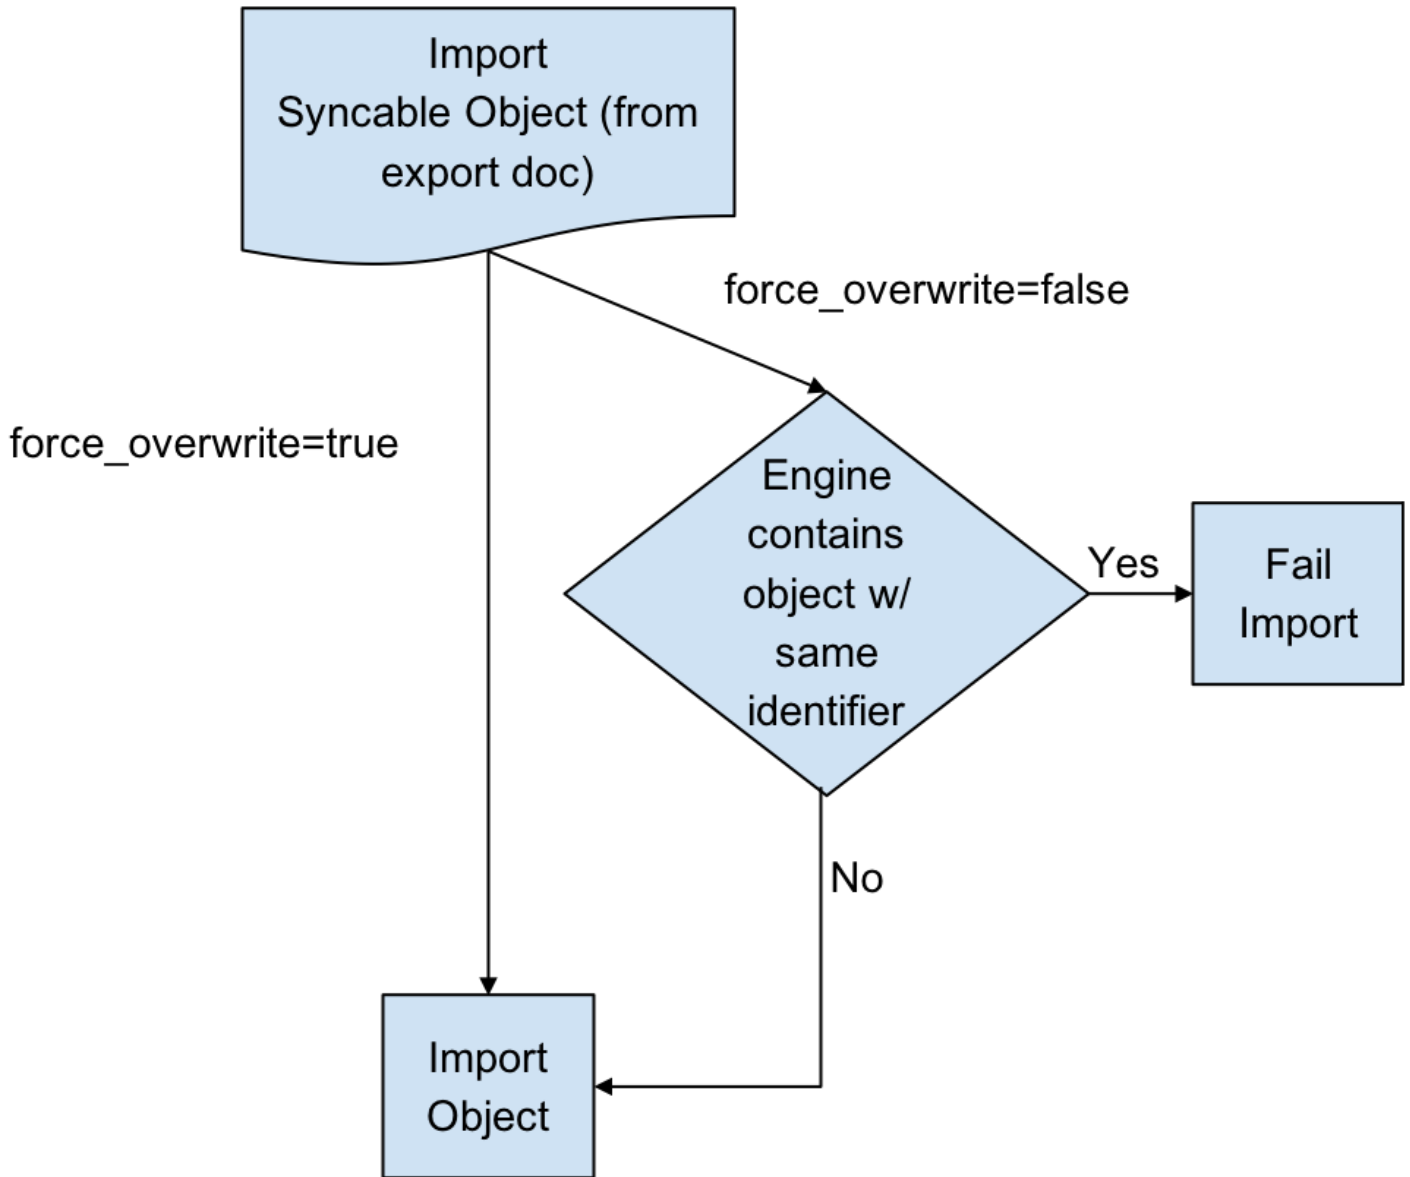 Import
Syncable Object (from
export doc)
force_overwrite=false
force_overwrite=true
Engine
contains
object w/
same
identifier
Yes
Fail
Import
No
Import
Object